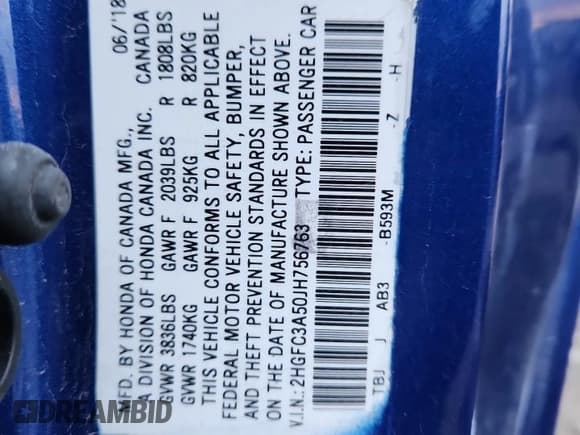 MFD. BY HONDA OF CANADA MFG., 06/'18
A DIVISION OF HONDA CANADA INC. CANADA
GVWR 3836LBS GAWR F 2039LBS R 1808LBS
GVWR 1740KG GAWR F 925KG R 820KG
THIS VEHICLE CONFORMS TO ALL APPLICABLE
FEDERAL MOTOR VEHICLE SAFETY, BUMPER,
AND THEFT PREVENTION STANDARDS IN EFFECT
ON THE DATE OF MANUFACTURE SHOWN ABOVE.
V.I.N.: 2HGFC3A50JH756763 TYPE: PASSENGER CAR
TBJ J AB3 -B593M -Z -H
DREAMBID